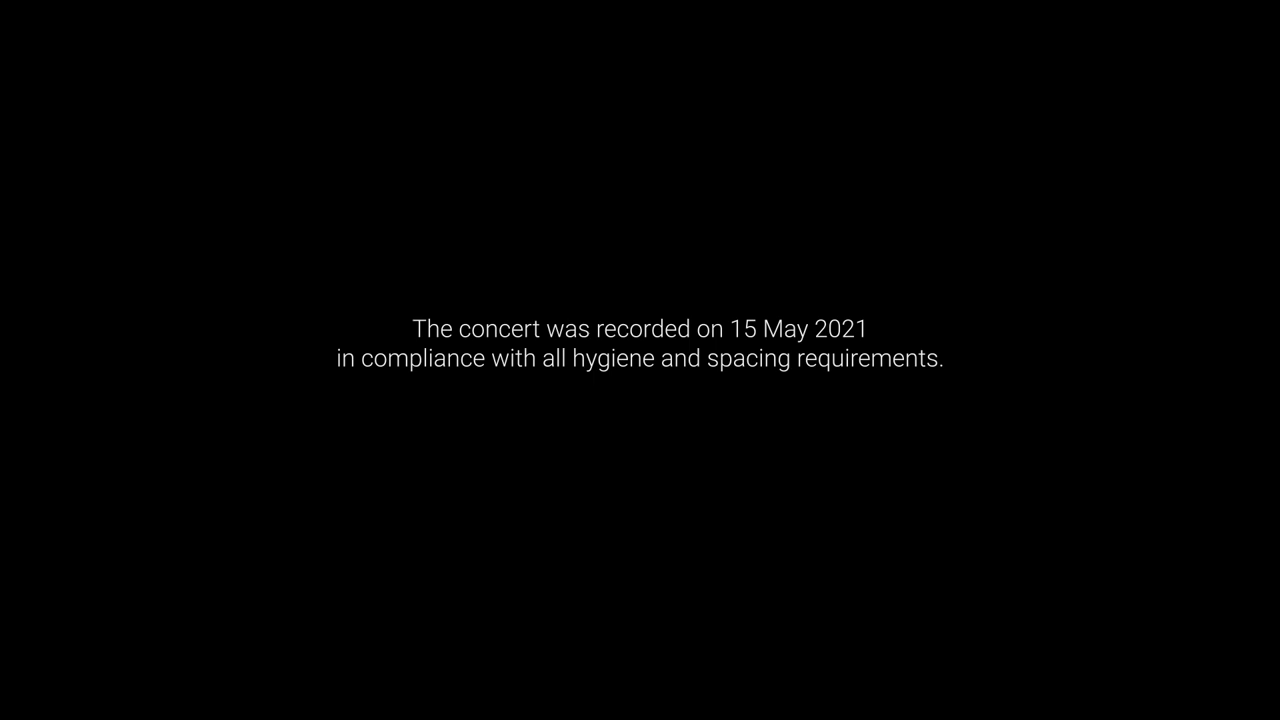 The concert was recorded on 15 May 2021
in compliance with all hygiene and spacing requirements.